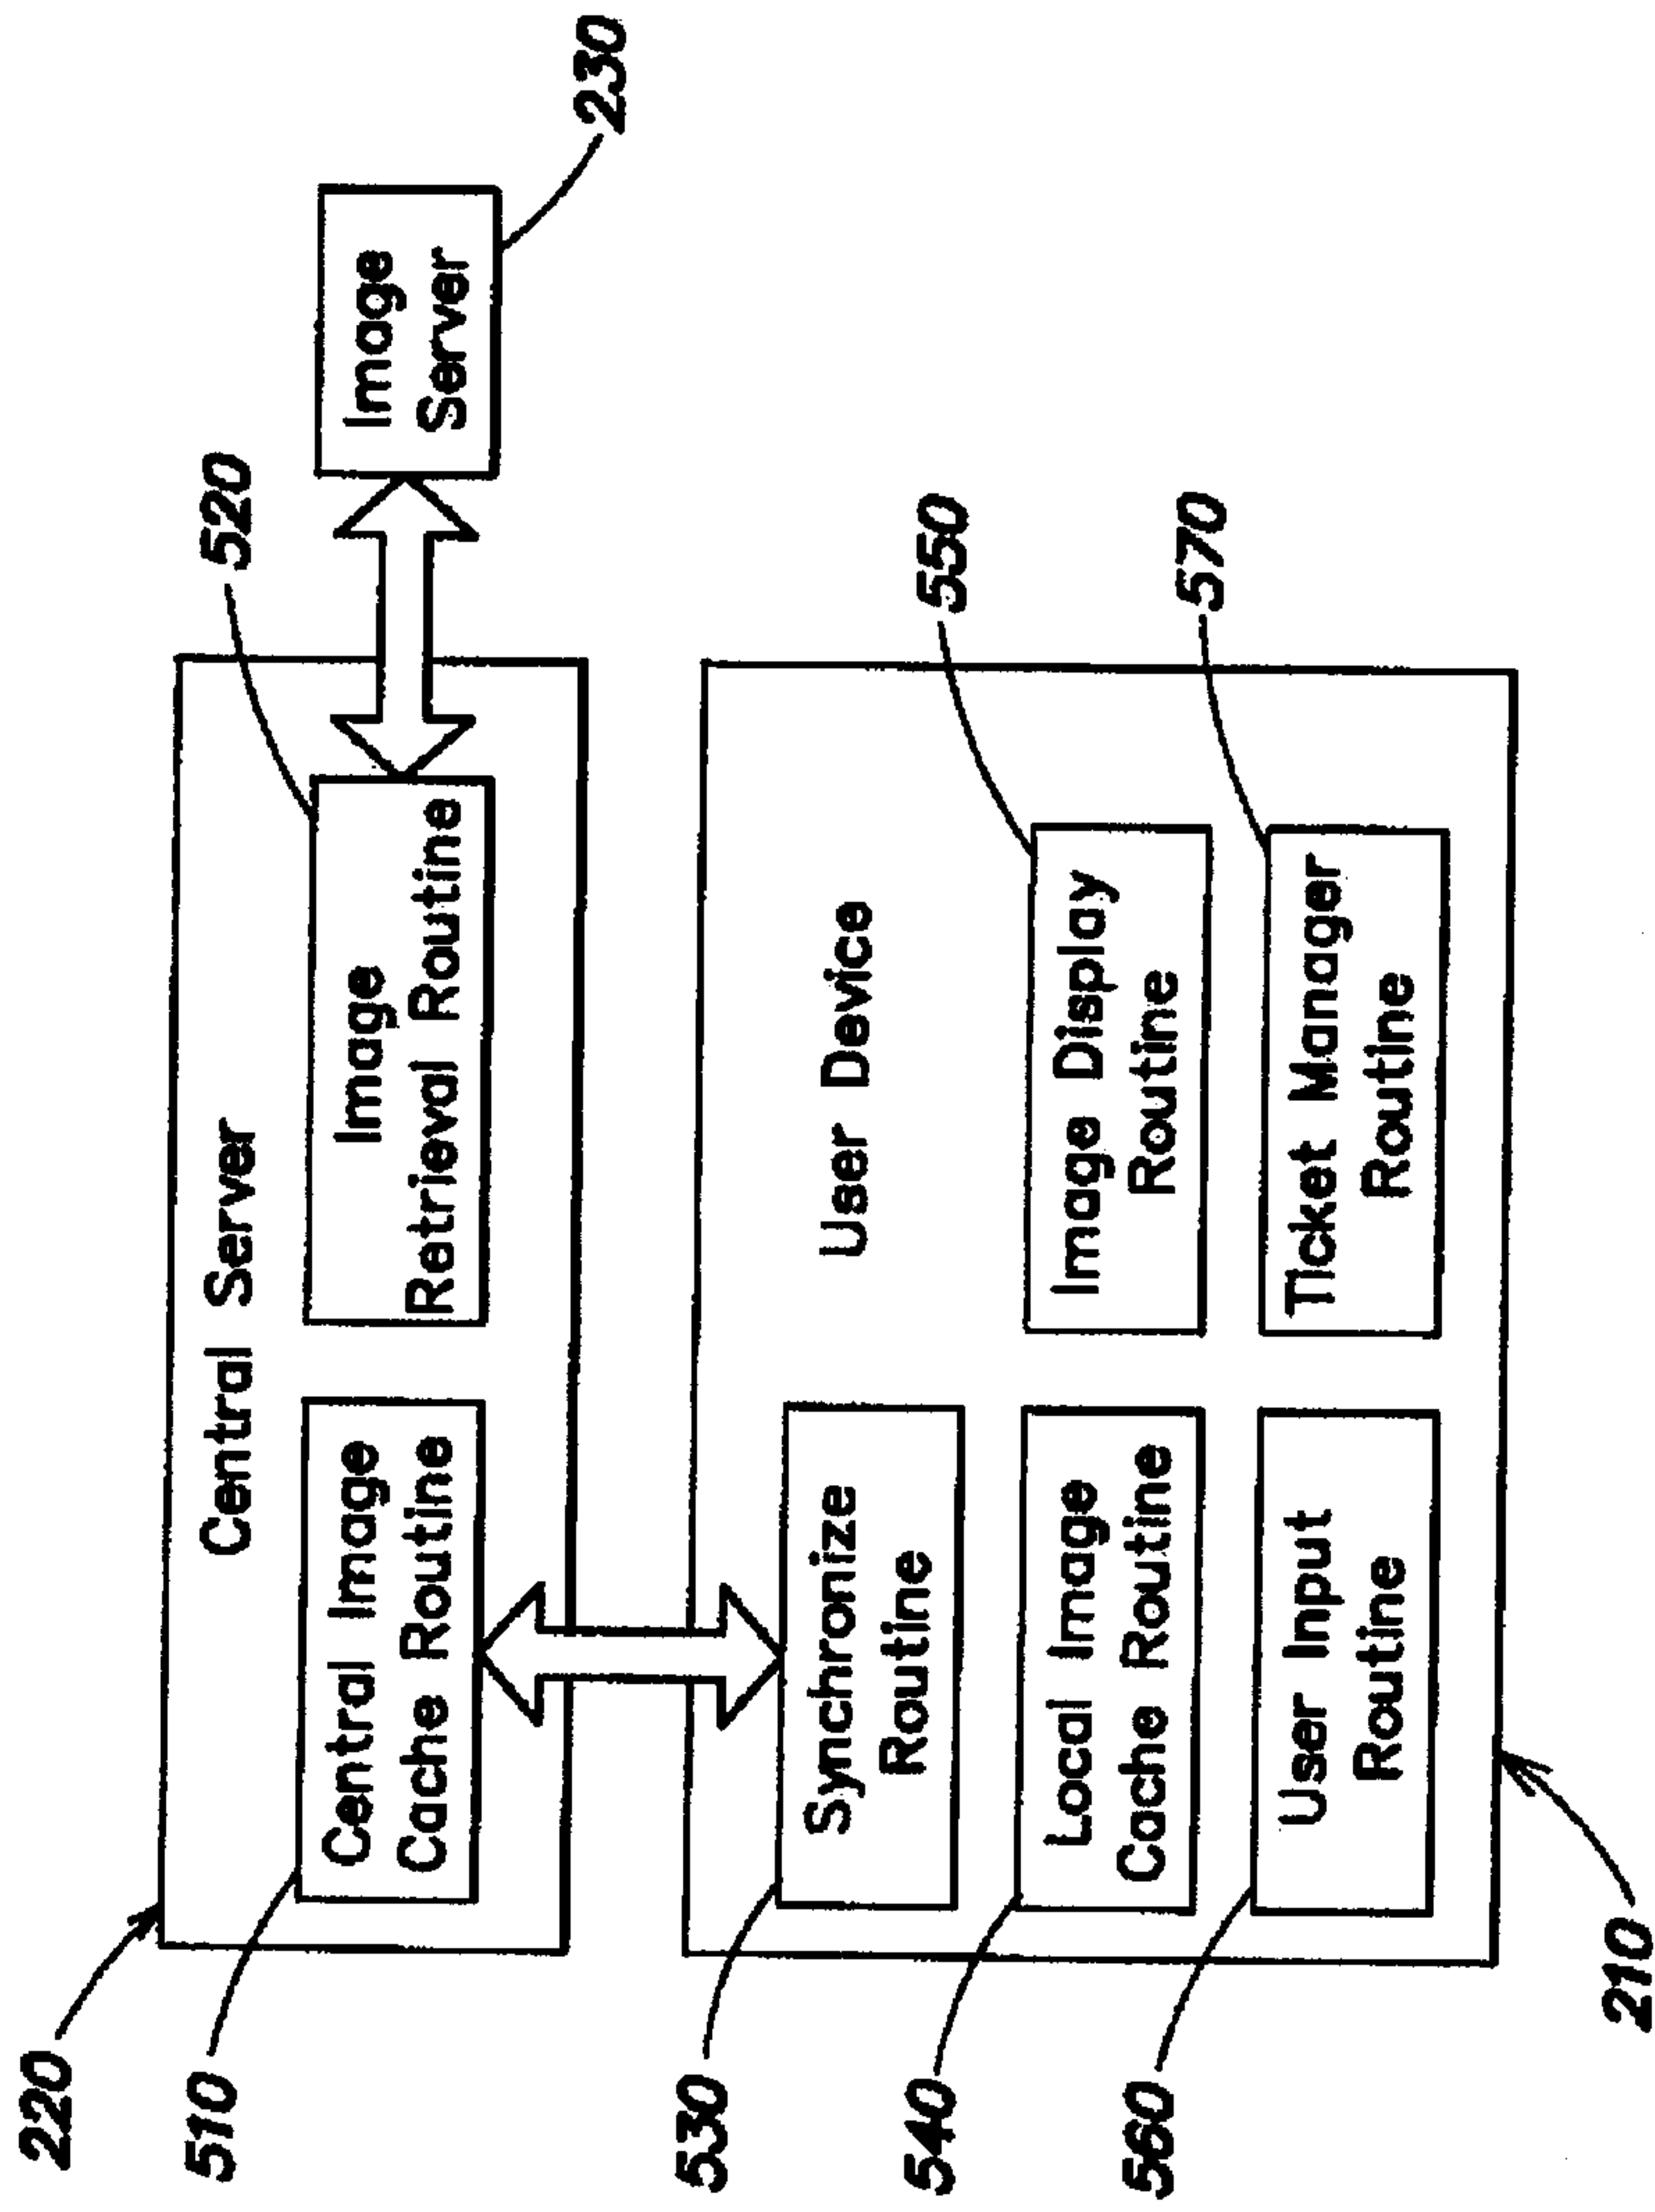 220
Central Server
520
510
Central Image
Cache Routine
Image
Retrieval Routine
Image
Server
230
User Device
530
Synchronize
Routine
540
Local Image
Cache Routine
550
Image Display
Routine
560
User Input
Routine
570
Ticket Manager
Routine
210